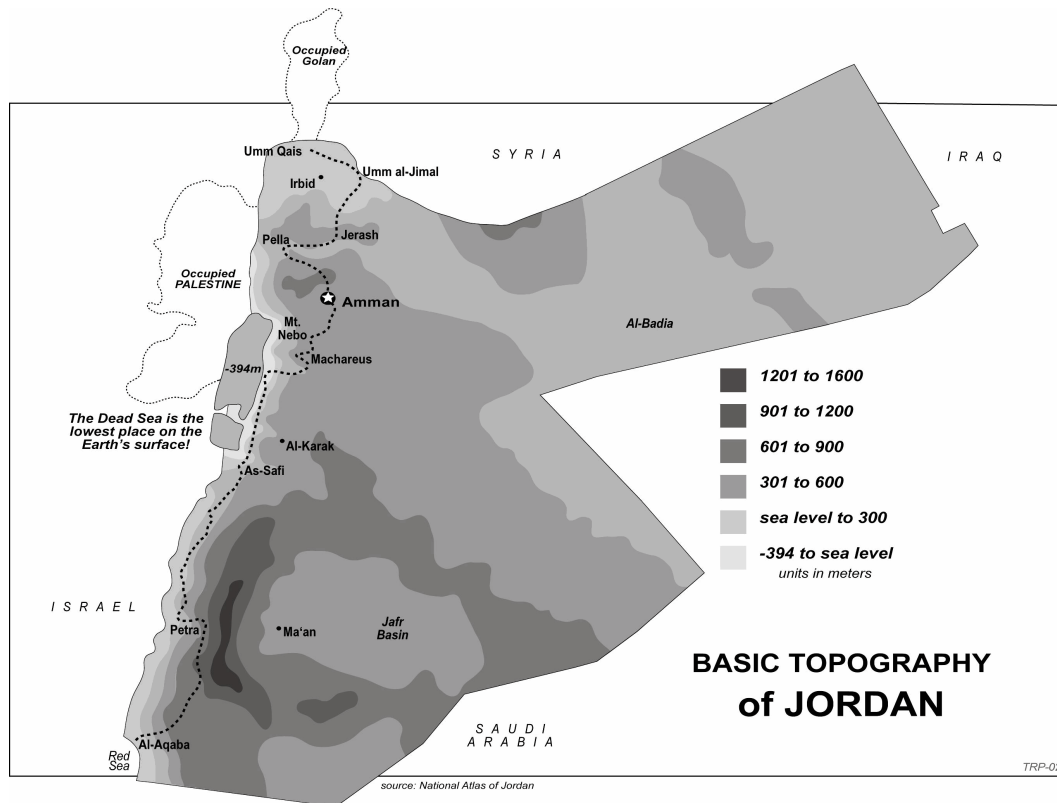 Occupied
Golan
SYRIA
IRAQ
Umm Qais
Umm al-Jimal
Irbid
Pella
Jerash
Occupied
PALESTINE
Amman
Mt.
Nebo
Al-Badia
Machareus
-394m
The Dead Sea is the
lowest place on the
Earth's surface!
Al-Karak
As-Safi
1201 to 1600
901 to 1200
601 to 900
301 to 600
sea level to 300
-394 to sea level
units in meters
ISRAEL
Petra
Ma‘an
Jafr
Basin
BASIC TOPOGRAPHY
of JORDAN
SAUDI
ARABIA
Al-Aqaba
Red
Sea
TRP-02
source: National Atlas of Jordan